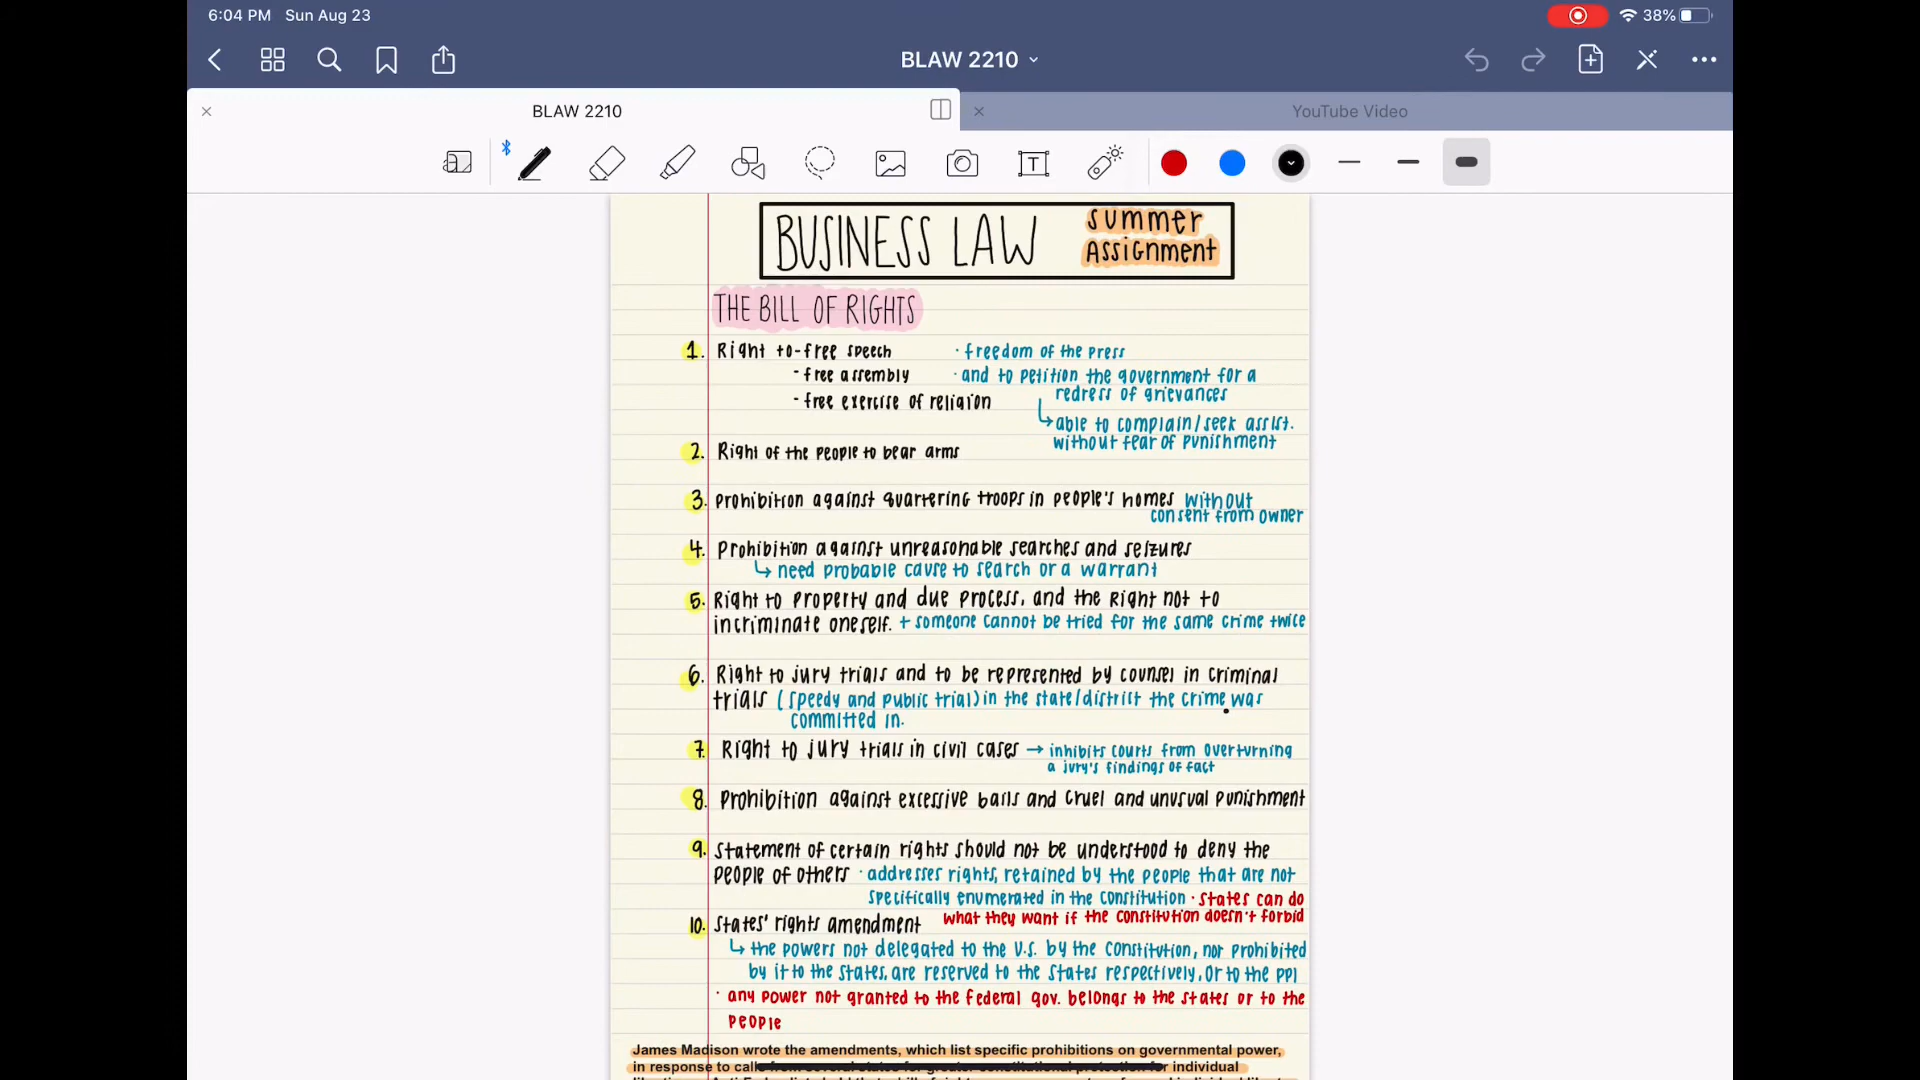 6:04 PM Sun Aug 23 38%
BLAW 2210
BLAW 2210 YouTube Video
BUSINESS LAW
Summer
Assignment
THE BILL OF RIGHTS
1. Right to-free speech · freedom of the press
- free assembly · and to petition the government for a
redress of grievances
- free exercise of religion
able to complain/seek assist.
without fear of punishment
2. Right of the people to bear arms
3. Prohibition against quartering troops in people's homes without
consent from owner
4. Prohibition against unreasonable searches and seizures
↳ need probable cause to search or a warrant
5. Right to property and due process, and the right not to
incriminate oneself. + someone cannot be tried for the same crime twice
6. Right to jury trials and to be represented by counsel in criminal
trials (speedy and public trial) in the state/district the crime was
committed in.
7. Right to jury trials in civil cases → inhibits courts from overturning
a jury's findings of fact
8. Prohibition against excessive bails and cruel and unusual punishment
9. Statement of certain rights should not be understood to deny the
people of others · addresses rights, retained by the people that are not
specifically enumerated in the constitution · states can do
what they want if the constitution doesn't forbid
10. States' rights amendment
↳ the powers not delegated to the U.S. by the Constitution, nor prohibited
by it to the states, are reserved to the states respectively, or to the ppl
· any power not granted to the federal gov. belongs to the states or to the
people
James Madison wrote the amendments, which list specific prohibitions on governmental power,
in response to calls from several states for greater constitutional protection for individual